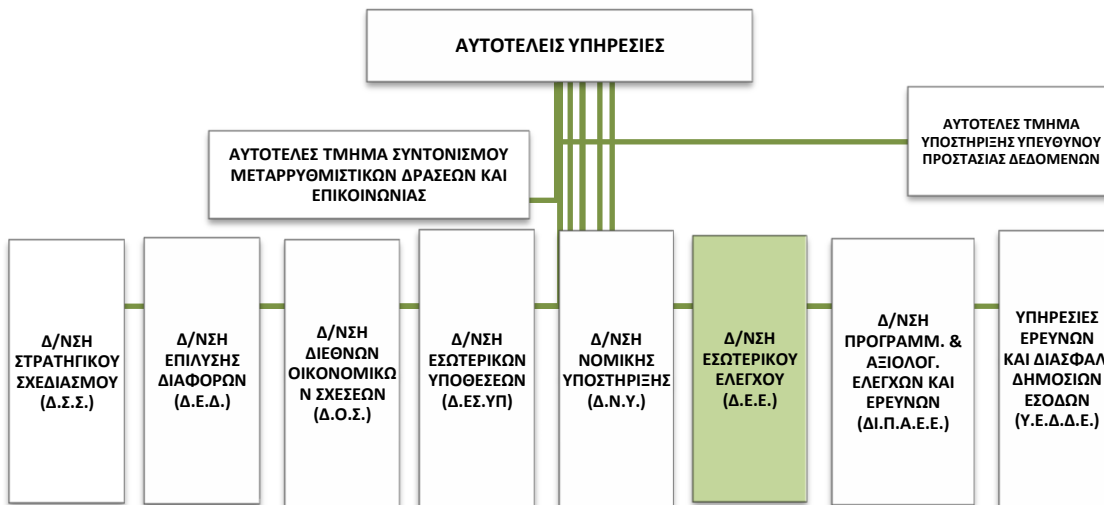 ΑΥΤΟΤΕΛΕΙΣ ΥΠΗΡΕΣΙΕΣ
ΑΥΤΟΤΕΛΕΣ ΤΜΗΜΑ ΣΥΝΤΟΝΙΣΜΟΥ
ΜΕΤΑΡΡΥΘΜΙΣΤΙΚΩΝ ΔΡΑΣΕΩΝ ΚΑΙ
ΕΠΙΚΟΙΝΩΝΙΑΣ
ΑΥΤΟΤΕΛΕΣ ΤΜΗΜΑ
ΥΠΟΣΤΗΡΙΞΗΣ ΥΠΕΥΘΥΝΟΥ
ΠΡΟΣΤΑΣΙΑΣ ΔΕΔΟΜΕΝΩΝ
Δ/ΝΣΗ
ΣΤΡΑΤΗΓΙΚΟΥ
ΣΧΕΔΙΑΣΜΟΥ
(Δ.Σ.Σ.)
Δ/ΝΣΗ
ΕΠΙΛΥΣΗΣ
ΔΙΑΦΟΡΩΝ
(Δ.Ε.Δ.)
Δ/ΝΣΗ
ΔΙΕΘΝΩΝ
ΟΙΚΟΝΟΜΙΚΩ
Ν ΣΧΕΣΕΩΝ
(Δ.Ο.Σ.)
Δ/ΝΣΗ
ΕΣΩΤΕΡΙΚΩΝ
ΥΠΟΘΕΣΕΩΝ
(Δ.ΕΣ.ΥΠ)
Δ/ΝΣΗ
ΝΟΜΙΚΗΣ
ΥΠΟΣΤΗΡΙΞΗΣ
(Δ.Ν.Υ.)
Δ/ΝΣΗ
ΕΣΩΤΕΡΙΚΟΥ
ΕΛΕΓΧΟΥ
(Δ.Ε.Ε.)
Δ/ΝΣΗ
ΠΡΟΓΡΑΜΜ. &
ΑΞΙΟΛΟΓ.
ΕΛΕΓΧΩΝ ΚΑΙ
ΕΡΕΥΝΩΝ
(ΔΙ.Π.Α.Ε.Ε.)
ΥΠΗΡΕΣΙΕΣ
ΕΡΕΥΝΩΝ
ΚΑΙ ΔΙΑΣΦΑΛ
ΔΗΜΟΣΙΩΝ
ΕΣΟΔΩΝ
(Υ.Ε.Δ.Δ.Ε.)